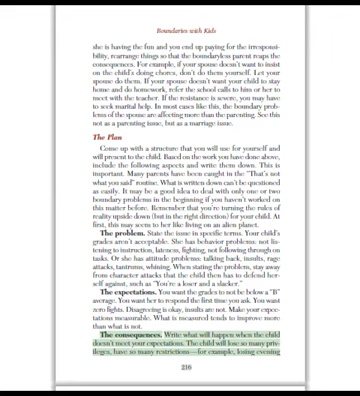 Boundaries with Kids
she is having the fun and you end up paying for the irresponsi-
bility, rearrange things so that the boundaryless parent reaps the
consequences. For example, if your spouse doesn't want to insist
on the child's doing chores, don't do them yourself. Let your
spouse do them. If your spouse doesn't want your child to stay
home and do homework, refer the school calls to him or her to
meet with the teacher. If the resistance is severe, you may have
to seek marital help. In most cases like this, the boundary prob-
lems of the spouse are affecting more than the parenting. See this
not as a parenting issue, but as a marriage issue.
The Plan
Come up with a structure that you will use for yourself and
will present to the child. Based on the work you have done above,
include the following aspects and write them down. This is
important. Many parents have been caught in the "That's not
what you said" routine. What is written down can't be questioned
as easily. It may be a good idea to deal with only one or two
boundary problems in the beginning if you haven't worked on
this matter before. Remember that you're turning the rules of
reality upside down (but in the right direction) for your child. At
first, this may seem to her like living on an alien planet.
The problem. State the issue in specific terms. Your child's
grades aren't acceptable. She has behavior problems: not lis-
tening to instruction, lateness, fighting, not following through on
tasks. Or she has attitude problems: talking back, insults, rage
attacks, tantrums, whining. When stating the problem, stay away
from character attacks that the child then has to defend her-
self against, such as "You're a loser and a slacker."
The expectations. You want the grades to not be below a "B"
average. You want her to respond the first time you ask. You want
zero fights. Disagreeing is okay, insults are not. Make your expec-
tations measurable. What is measured tends to improve more
than what is not.
The consequences. Write what will happen when the child
doesn't meet your expectations. The child will lose so many priv-
ileges, have so many restrictions—for example, losing evening
216